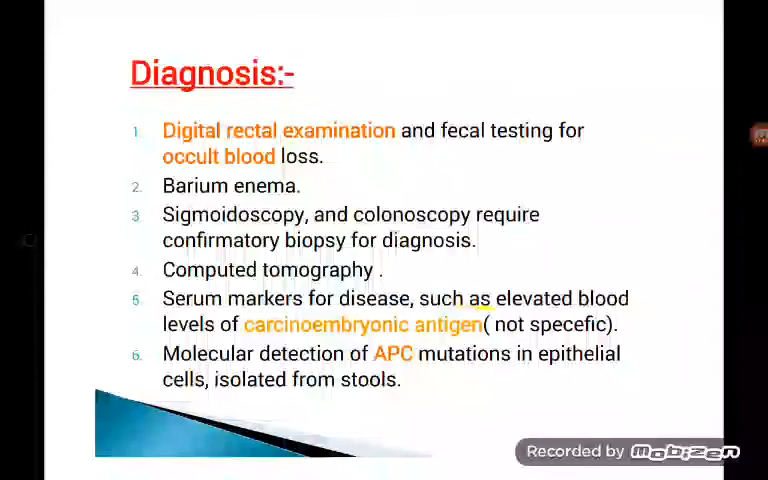 Diagnosis:-
1. Digital rectal examination and fecal testing for
occult blood loss.
2. Barium enema.
3. Sigmoidoscopy, and colonoscopy require
confirmatory biopsy for diagnosis.
4. Computed tomography .
5. Serum markers for disease, such as elevated blood
levels of carcinoembryonic antigen( not specefic).
6. Molecular detection of APC mutations in epithelial
cells, isolated from stools.
Recorded by mobizen